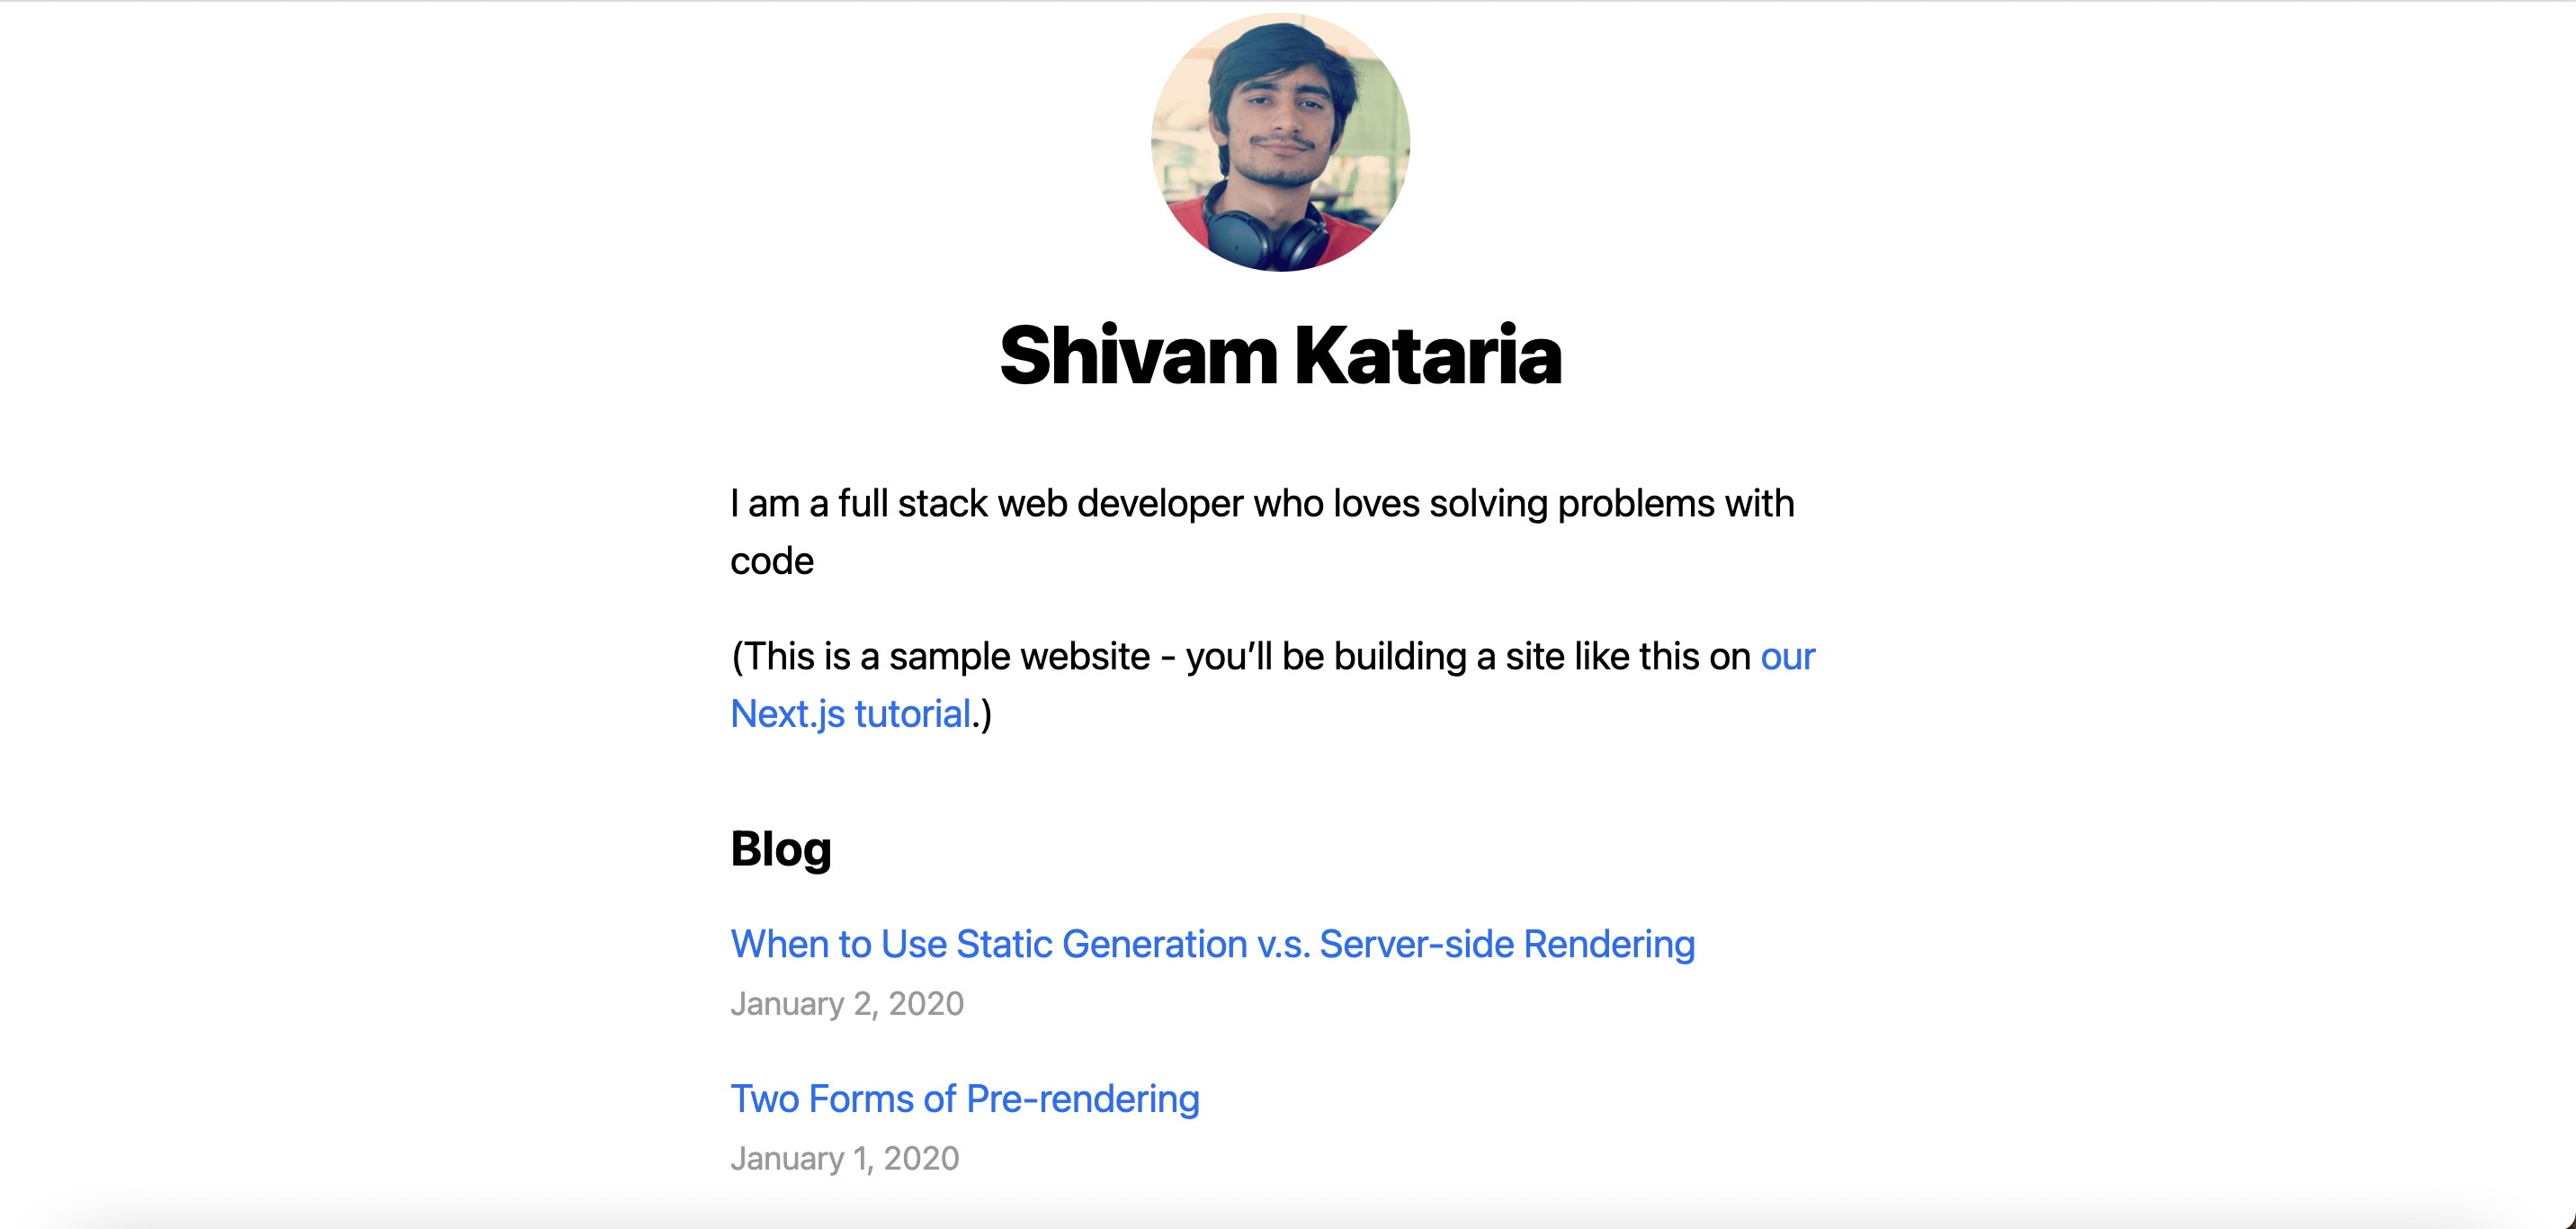 Shivam Kataria
I am a full stack web developer who loves solving problems with
code
(This is a sample website - you’ll be building a site like this on our
Next.js tutorial.)
Blog
When to Use Static Generation v.s. Server-side Rendering
January 2, 2020
Two Forms of Pre-rendering
January 1, 2020